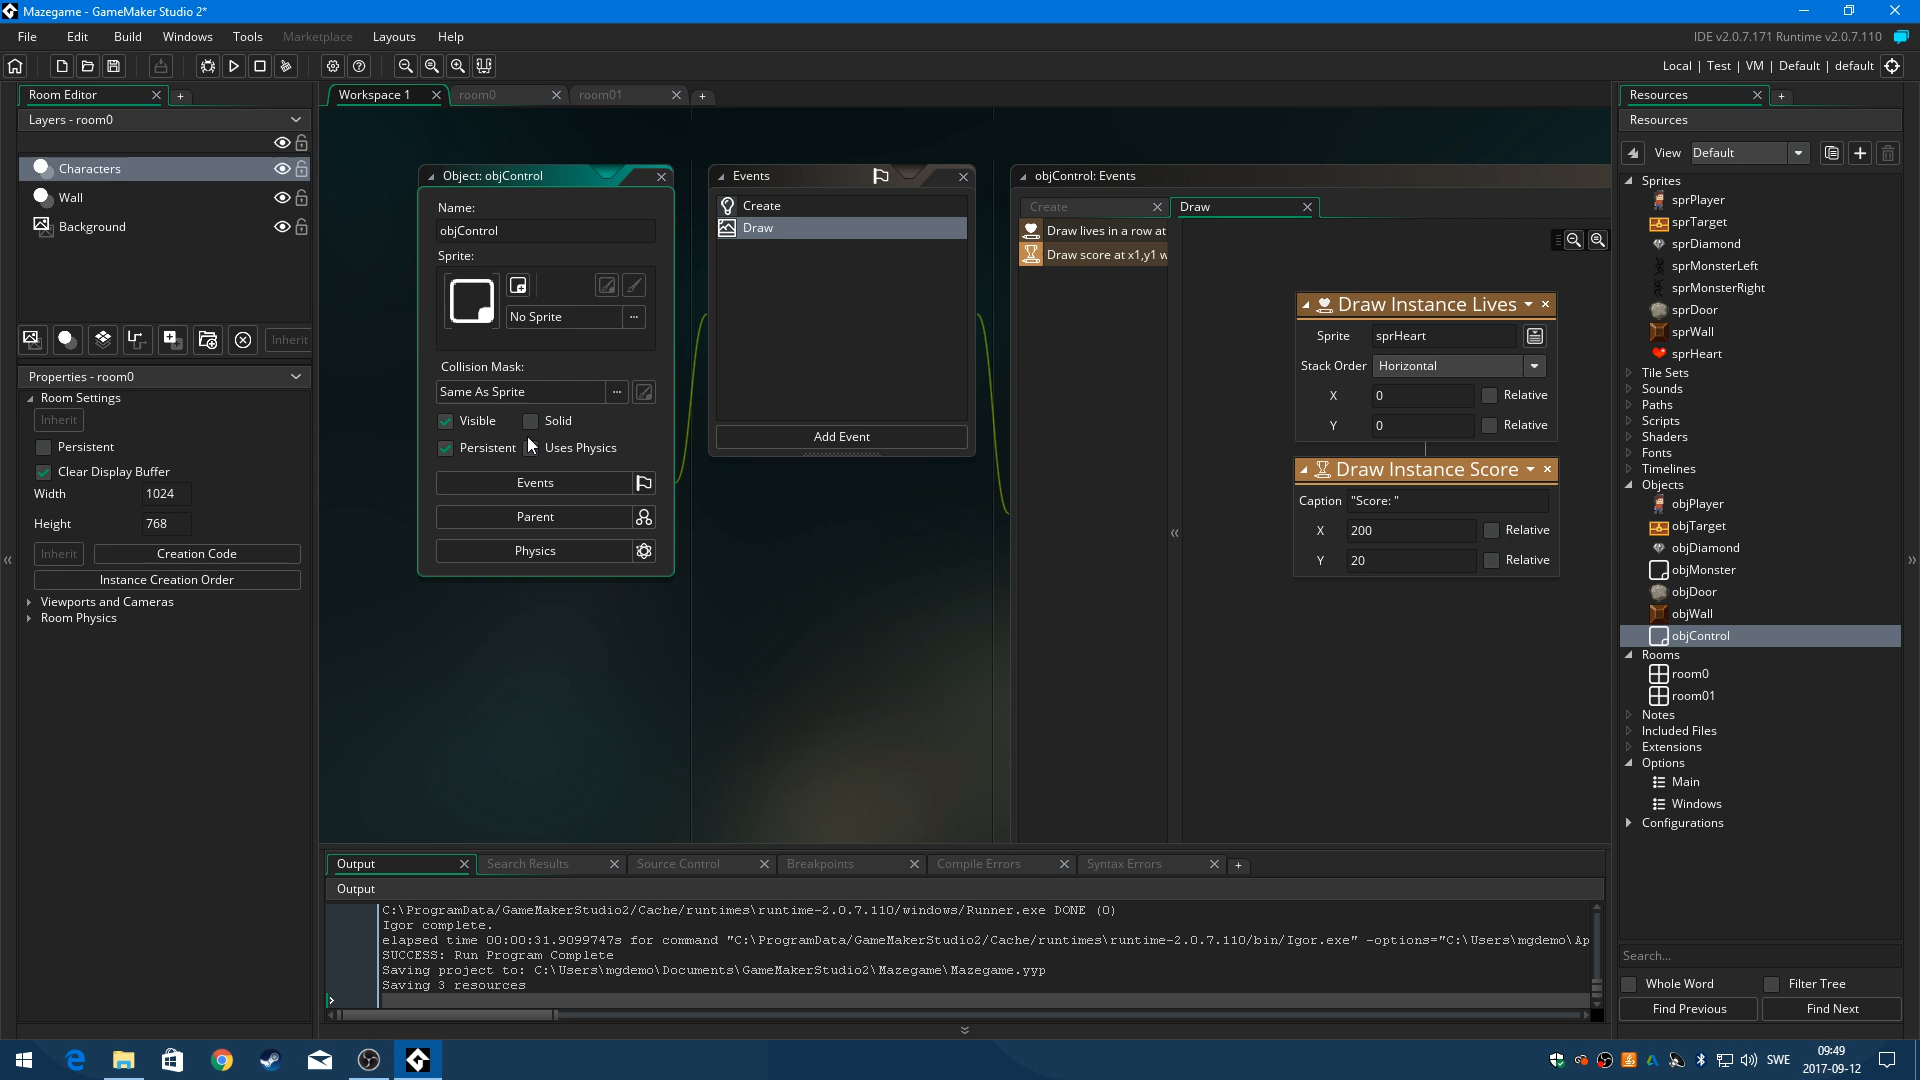 Mazegame - GameMaker Studio 2*
File Edit Build Windows Tools Marketplace Layouts Help
IDE v2.0.7.171 Runtime v2.0.7.110
Local | Test | VM | Default | default
Room Editor
Layers - room0
Characters
Wall
Background
Inherit
Properties - room0
Room Settings
Inherit
Persistent
Clear Display Buffer
Width 1024
Height 768
Inherit Creation Code
Instance Creation Order
Viewports and Cameras
Room Physics
Workspace 1 room0 room01
Object: objControl
Name:
objControl
Sprite:
No Sprite
Collision Mask:
Same As Sprite
Visible Solid
Persistent Uses Physics
Events
Parent
Physics
Events
Create
Draw
Add Event
objControl: Events
Create Draw
Draw lives in a row at
Draw score at x1,y1 w
Draw Instance Lives
Sprite sprHeart
Stack Order Horizontal
X 0 Relative
Y 0 Relative
Draw Instance Score
Caption "Score: "
X 200 Relative
Y 20 Relative
Output Search Results Source Control Breakpoints Compile Errors Syntax Errors
Output
C:\ProgramData/GameMakerStudio2/Cache/runtimes\runtime-2.0.7.110/windows/Runner.exe DONE (0)
Igor complete.
elapsed time 00:00:31.9099747s for command "C:\ProgramData/GameMakerStudio2/Cache/runtimes\runtime-2.0.7.110/bin/Igor.exe" -options="C:\Users\mgdemo\Ap
SUCCESS: Run Program Complete
Saving project to: C:\Users\mgdemo\Documents\GameMakerStudio2\Mazegame\Mazegame.yyp
Saving 3 resources
Resources
Resources
View Default
Sprites
sprPlayer
sprTarget
sprDiamond
sprMonsterLeft
sprMonsterRight
sprDoor
sprWall
sprHeart
Tile Sets
Sounds
Paths
Scripts
Shaders
Fonts
Timelines
Objects
objPlayer
objTarget
objDiamond
objMonster
objDoor
objWall
objControl
Rooms
room0
room01
Notes
Included Files
Extensions
Options
Main
Windows
Configurations
Search...
Whole Word Filter Tree
Find Previous Find Next
SWE
09:49
2017-09-12